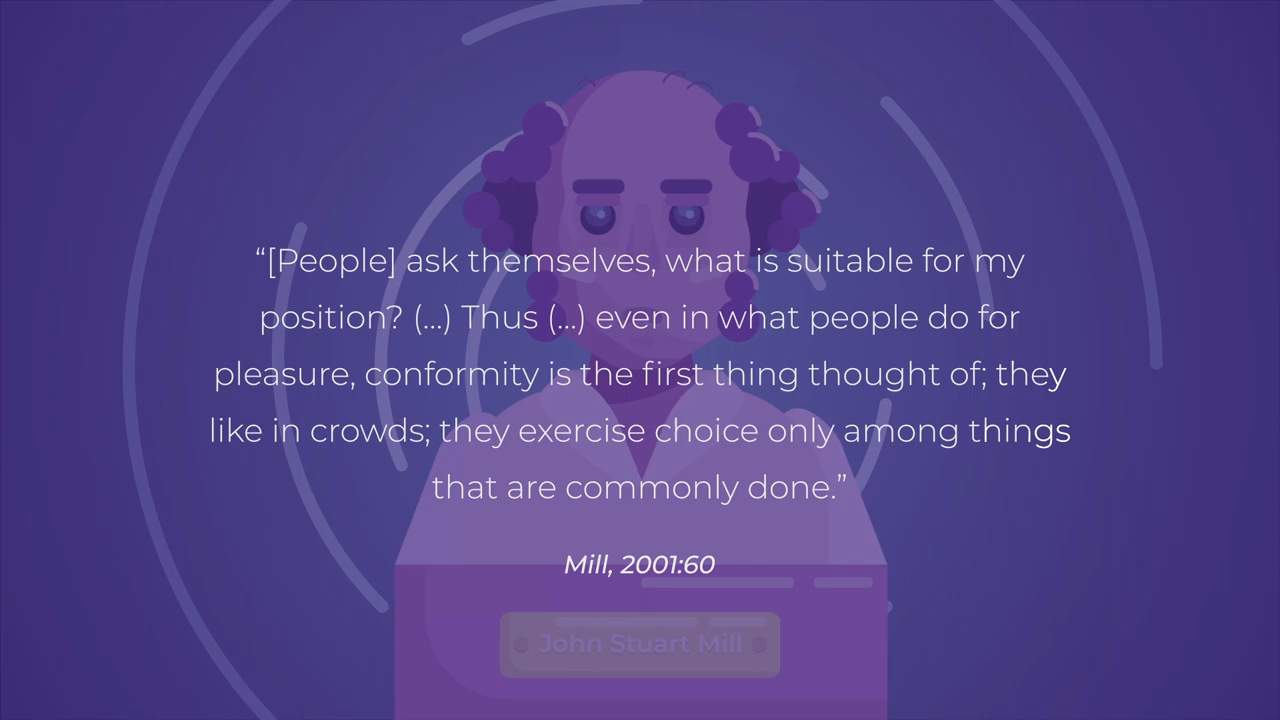 “[People] ask themselves, what is suitable for my
position? (...) Thus (...) even in what people do for
pleasure, conformity is the first thing thought of; they
like in crowds; they exercise choice only among things
that are commonly done.”
Mill, 2001:60
John Stuart Mill